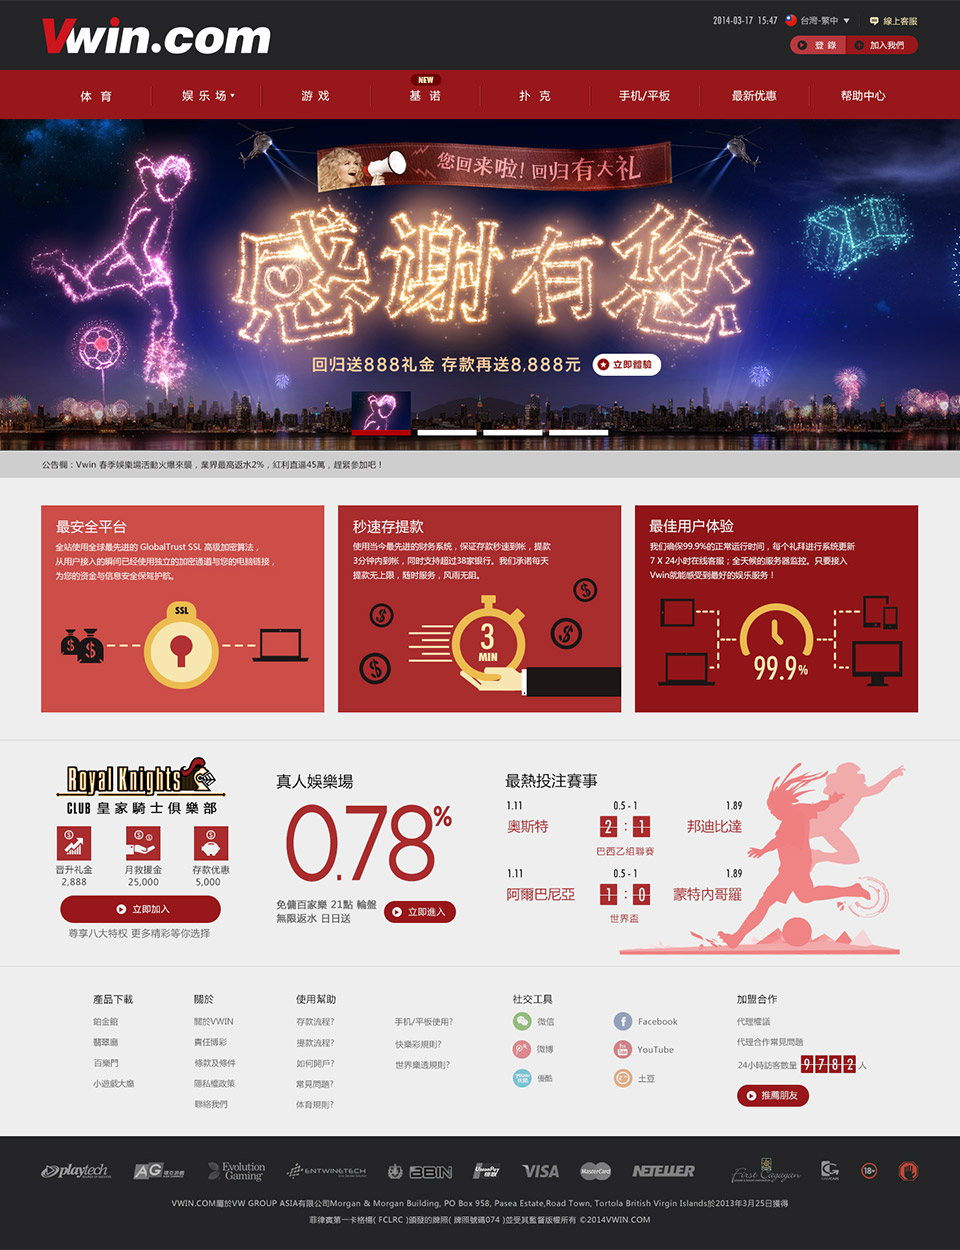 Vwin.com
2014-03-17 15:47 台灣-繁中 線上客服
登錄 加入我們
体育 娱乐场 游戏 基诺 NEW 扑克 手机/平板 最新优惠 帮助中心
您回来啦! 回归有大礼
感谢有您
回归送888礼金 存款再送8,888元 立即體驗
公告欄：Vwin 春季娛樂場活動火爆來襲，業界最高返水2%，紅利直逼45萬，趕緊參加吧！
最安全平台
全站使用全球最先进的 GlobalTrust SSL 高级加密算法，
从用户接入的瞬间已经使用独立的加密通道与您的电脑链接，
为您的资金与信息安全保驾护航。
SSL
秒速存提款
使用当今最先进的财务系统，保证存款秒速到帐，提款
3分钟内到帐，同时支持超过38家银行。我们承诺每天
提款无上限，随时服务，风雨无阻。
3
MIN
最佳用户体验
我们确保99.9%的正常运行时间，每个礼拜进行系统更新
7 X 24小时在线客服；全天候的服务器监控。只要接入
Vwin就能感受到最好的娱乐服务！
99.9%
Royal Knights
CLUB 皇家騎士俱樂部
晋升礼金 月救援金 存款优惠
2,888 25,000 5,000
立即加入
尊享八大特权 更多精彩等你选择
真人娛樂場
0.78%
免傭百家樂 21點 輪盤
無限返水 日日送
立即進入
最熱投注賽事
1.11 0.5 - 1 1.89
奧斯特 2 : 1 邦迪比達
巴西乙組聯賽
1.11 0.5 - 1 1.89
阿爾巴尼亞 1 : 0 蒙特內哥羅
世界盃
產品下載
鉑金館
翡翠廳
百樂門
小遊戲大廳
關於
關於VWIN
責任博彩
條款及條件
隱私權政策
聯絡我們
使用幫助
存款流程?
提款流程?
如何開戶?
常見問題?
体育規則?
手机/平板使用?
快樂彩規則?
世界樂透規則?
社交工具
微信 Facebook
微博 YouTube
優酷 土豆
加盟合作
代理權議
代理合作常見問題
24小時訪客數量 9782 人
推薦朋友
playtech AG Evolution Gaming ENTWINETECH 3BIN UnionPay 银联 VISA MasterCard NETELLER First Cagayan 18+
VWIN.COM屬於VW GROUP ASIA有限公司Morgan & Morgan Building, PO Box 958, Pasea Estate,Road Town, Tortola British Virgin Islands於2013年3月25日獲得
菲律賓第一卡格楊( FCLRC )頒發的牌照( 牌照號碼074 )並受其監督版權所有 ©2014VWIN.COM